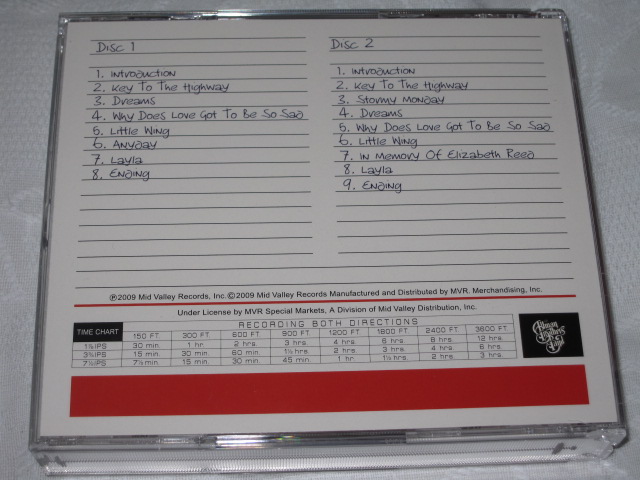 Disc 1
1. Introduction
2. Key To The Highway
3. Dreams
4. Why Does Love Got To Be So Sad
5. Little Wing
6. Anyday
7. Layla
8. Ending
Disc 2
1. Introduction
2. Key To The Highway
3. Stormy Monday
4. Dreams
5. Why Does Love Got To Be So Sad
6. Little Wing
7. In Memory Of Elizabeth Reed
8. Layla
9. Ending
℗2009 Mid Valley Records, Inc.©2009 Mid Valley Records Manufactured and Distributed by MVR. Merchandising, Inc.
Under License by MVR Special Markets, A Division of Mid Valley Distribution, Inc.
RECORDING BOTH DIRECTIONS
TIME CHART 150 FT. 300 FT. 600 FT. 900 FT. 1200 FT. 1800 FT. 2400 FT. 3600 FT.
1⅞IPS 30 min. 1 hr. 2 hrs. 3 hrs. 4 hrs. 6 hrs. 8 hrs. 12 hrs.
3¾IPS 15 min. 30 min. 60 min. 1½ hrs. 2 hrs. 3 hrs. 4 hrs. 6 hrs.
7½IPS 7½ min. 15 min. 30 min. 45 min. 1 hr. 1½ hrs. 2 hrs. 3 hrs.
Allman
Brothers
Band